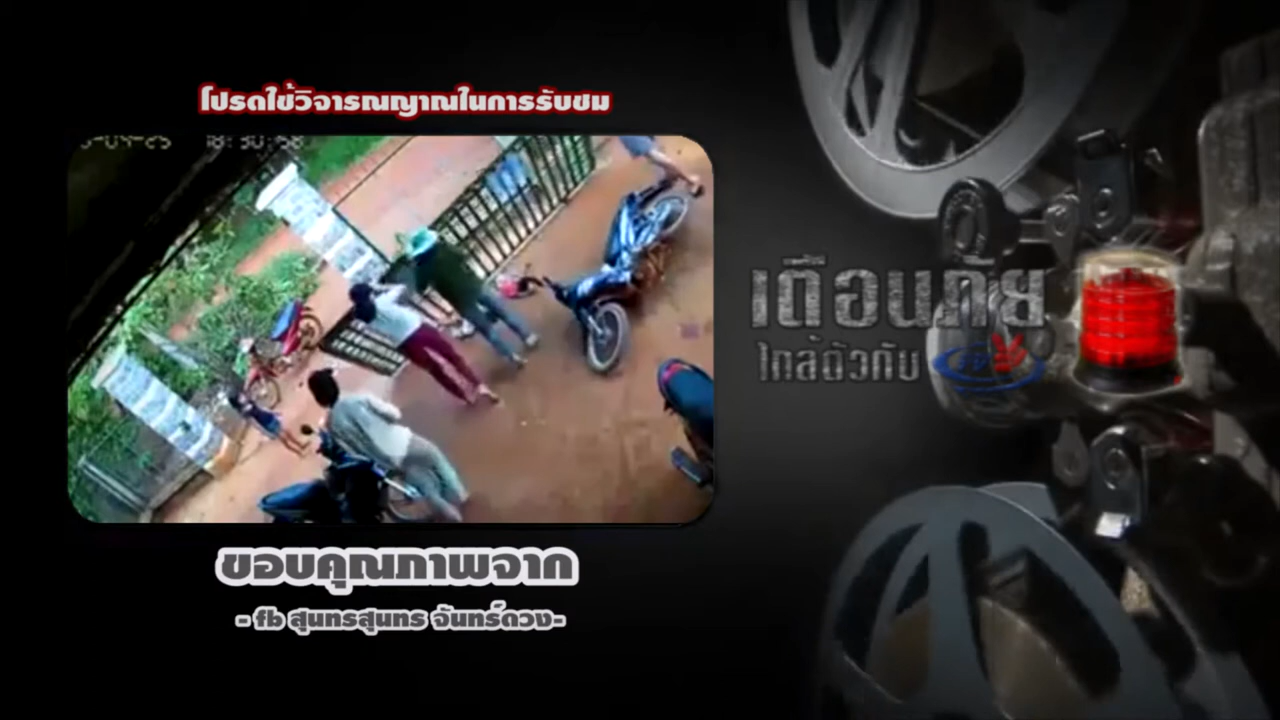 โปรดใช้วิจารณญาณในการรับชม
18:30:58
เตือนภัย
ใกล้ตัวกับ
ขอบคุณภาพจาก
- fb สุนทรสุนทร จันทร์ดวง-